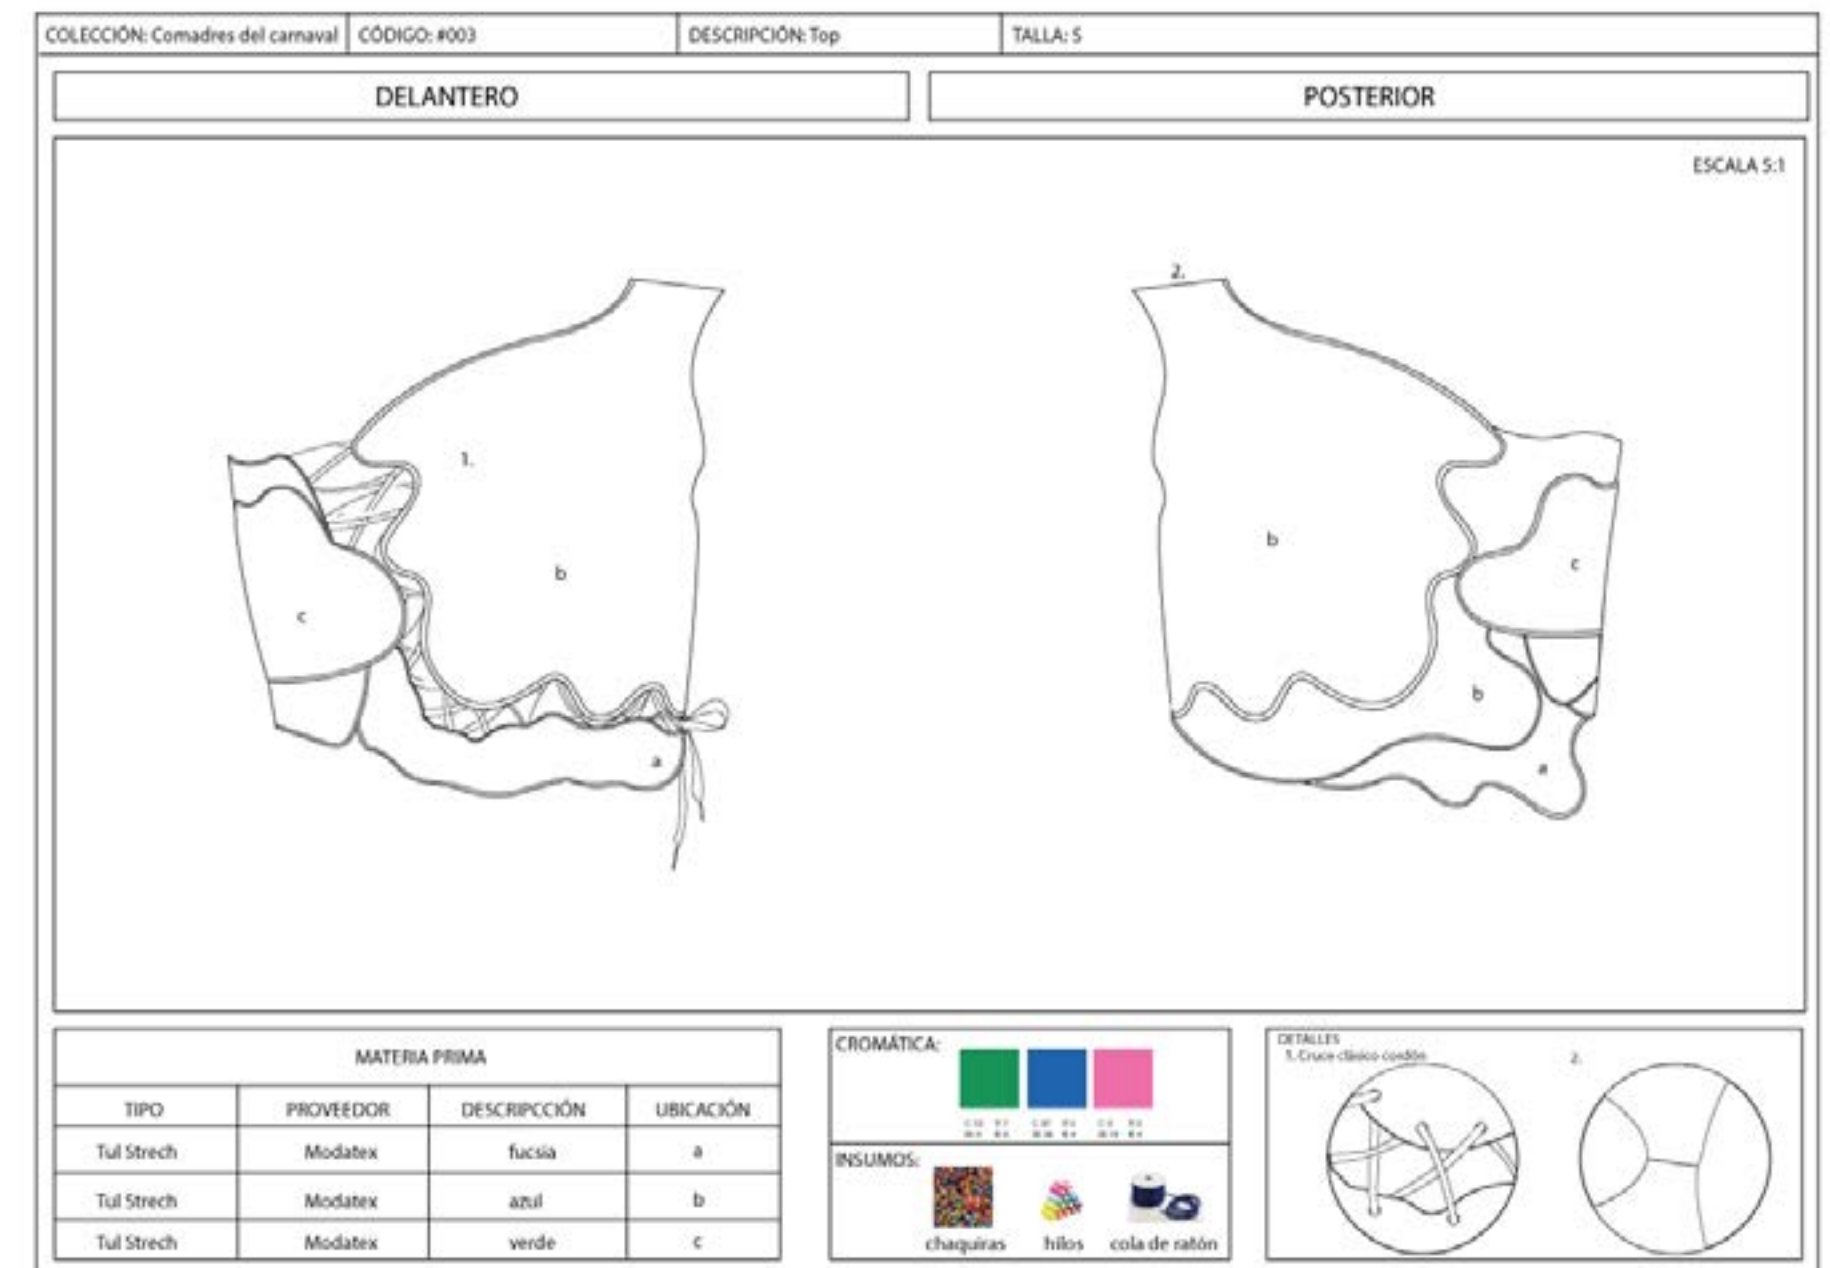 COLECCIÓN: Comadres del carnaval CÓDIGO: #003 DESCRIPCIÓN: Top TALLA: S
DELANTERO POSTERIOR
ESCALA 5:1
2.
1.
b
b
c
c
b
a
a
MATERIA PRIMA
TIPO PROVEEDOR DESCRIPCCIÓN UBICACIÓN
Tul Strech Modatex fucsia a
Tul Strech Modatex azul b
Tul Strech Modatex verde c
CROMÁTICA:
INSUMOS:
chaquiras hilos cola de ratón
DETALLES
1. Cruce clásico cordón 2.